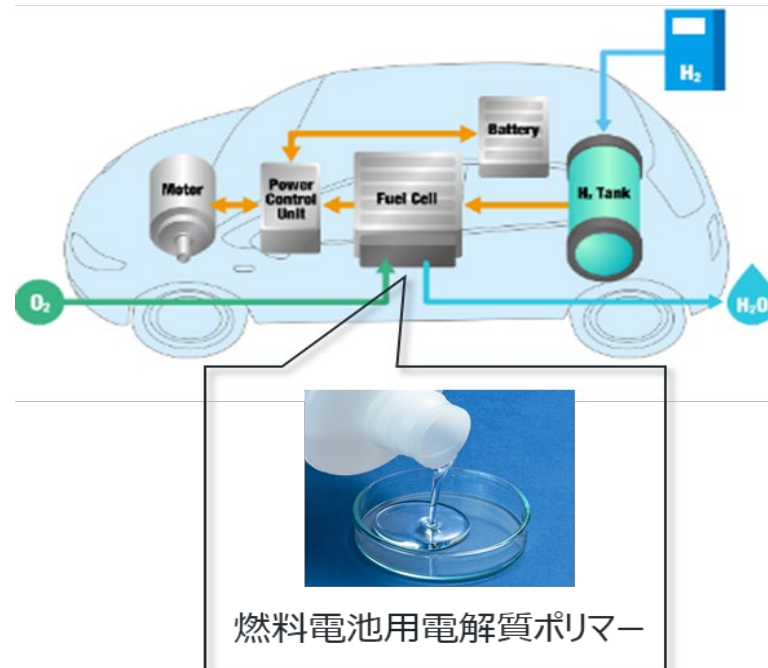 H₂
Battery
Motor
Power
Control
Unit
Fuel Cell
H₂ Tank
O₂
H₂O
燃料電池用電解質ポリマー